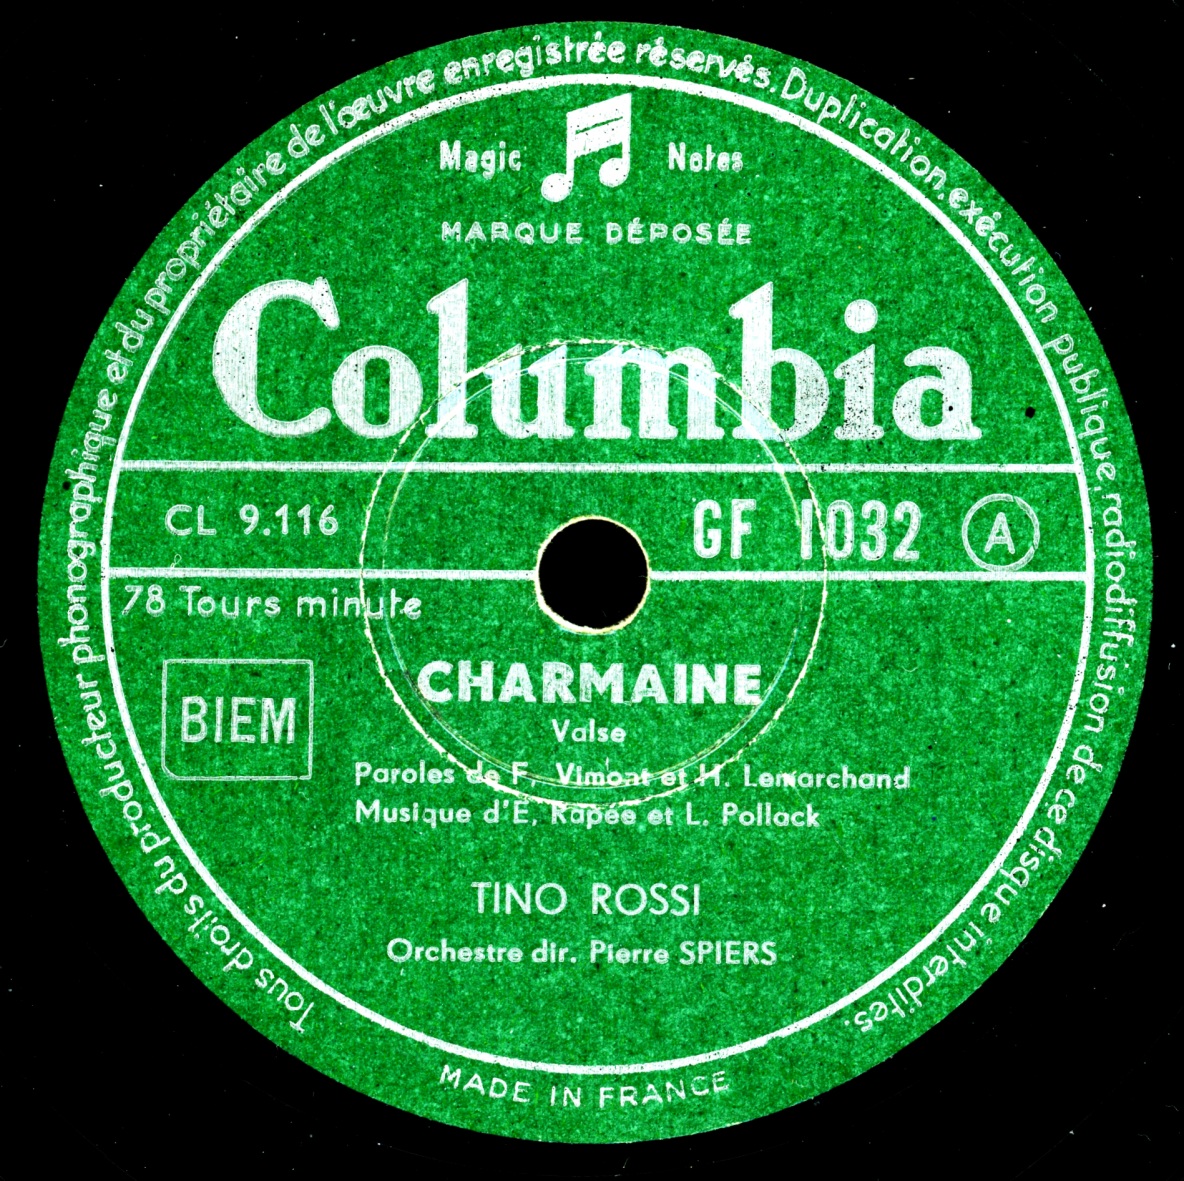 Tous droits du producteur phonographique et du propriétaire de l'œuvre enregistrée réservés. Duplication, exécution publique, radiodiffusion de ce disque interdites.
Magic Notes
MARQUE DÉPOSÉE
Columbia
CL 9.116 GF 1032 A
78 Tours minute
BIEM
CHARMAINE
Valse
Paroles de F. Vimont et H. Lemarchand
Musique d'E. Rapée et L. Pollack
TINO ROSSI
Orchestre dir. Pierre SPIERS
MADE IN FRANCE